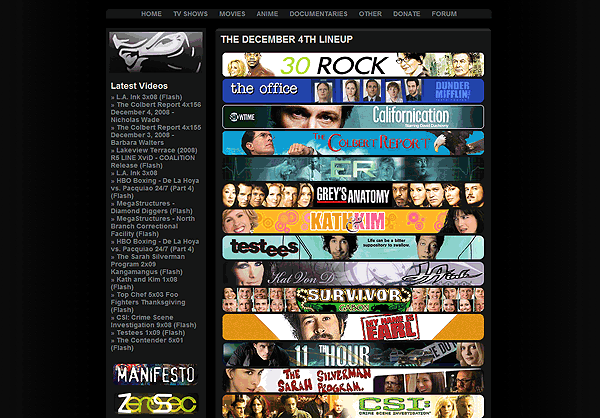 HOME TV SHOWS MOVIES ANIME DOCUMENTARIES OTHER DONATE FORUM
Latest Videos
» L.A. Ink 3x08 (Flash)
» The Colbert Report 4x156
December 4, 2008 -
Nicholas Wade
» The Colbert Report 4x155
December 3, 2008 -
Barbara Walters
» Lakeview Terrace (2008)
R5 LINE XviD - COALiTiON
Release (Flash)
» L.A. Ink 3x08
» HBO Boxing - De La Hoya
vs. Pacquiao 24/7 (Part 4)
(Flash)
» MegaStructures -
Diamond Diggers (Flash)
» MegaStructures - North
Branch Correctional
Facility (Flash)
» HBO Boxing - De La Hoya
vs. Pacquiao 24/7 (Part 4)
» The Sarah Silverman
Program 2x09
Kangamangus (Flash)
» Kath and Kim 1x08
(Flash)
» Top Chef 5x03 Foo
Fighters Thanksgiving
(Flash)
» CSI: Crime Scene
Investigation 9x08 (Flash)
» Testees 1x09 (Flash)
» The Contender 5x01
(Flash)
MANIFESTO
ZeroSec
THE DECEMBER 4TH LINEUP
30 ROCK
the office DUNDER
MIFFLIN
SHOWTIME Californication
Starring David Duchovny
THE COLBERT REPORT
ER
GREY'S ANATOMY
KATH & KIM
testees Life can be a bitter
suppository to swallow.
Kat Von D
SURVIVOR
MY NAME IS
EARL
11TH HOUR
THE
SARAH SILVERMAN
PROGRAM.
CSI:
CRIME SCENE INVESTIGATION